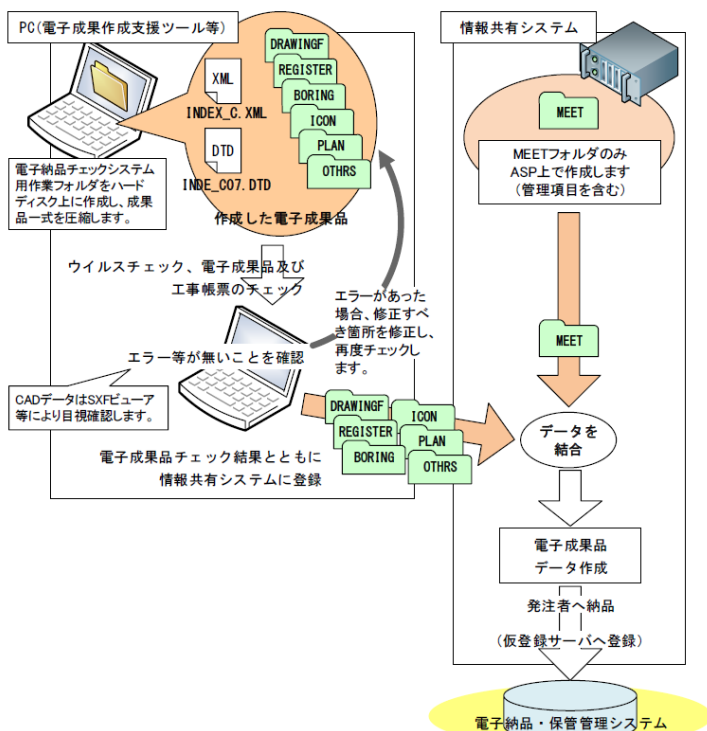 PC(電子成果作成支援ツール等)
XML
INDEX_C.XML
DTD
INDE_C07.DTD
DRAWINGF
REGISTER
BORING
ICON
PLAN
OTHRS
作成した電子成果品
電子納品チェックシステム
用作業フォルダをハード
ディスク上に作成し、成果
品一式を圧縮します。
ウイルスチェック、電子成果品及び
工事帳票のチェック
エラーがあった
場合、修正すべ
き箇所を修正し、
再度チェックし
ます。
エラー等が無いことを確認
CADデータはSXFビューア
等により目視確認します。
DRAWINGF
ICON
REGISTER
PLAN
BORING
OTHRS
電子成果品チェック結果とともに
情報共有システムに登録
情報共有システム
MEET
MEETフォルダのみ
ASP上で作成します
(管理項目を含む)
MEET
データを
結合
電子成果品
データ作成
発注者へ納品
(仮登録サーバへ登録)
電子納品・保管管理システム